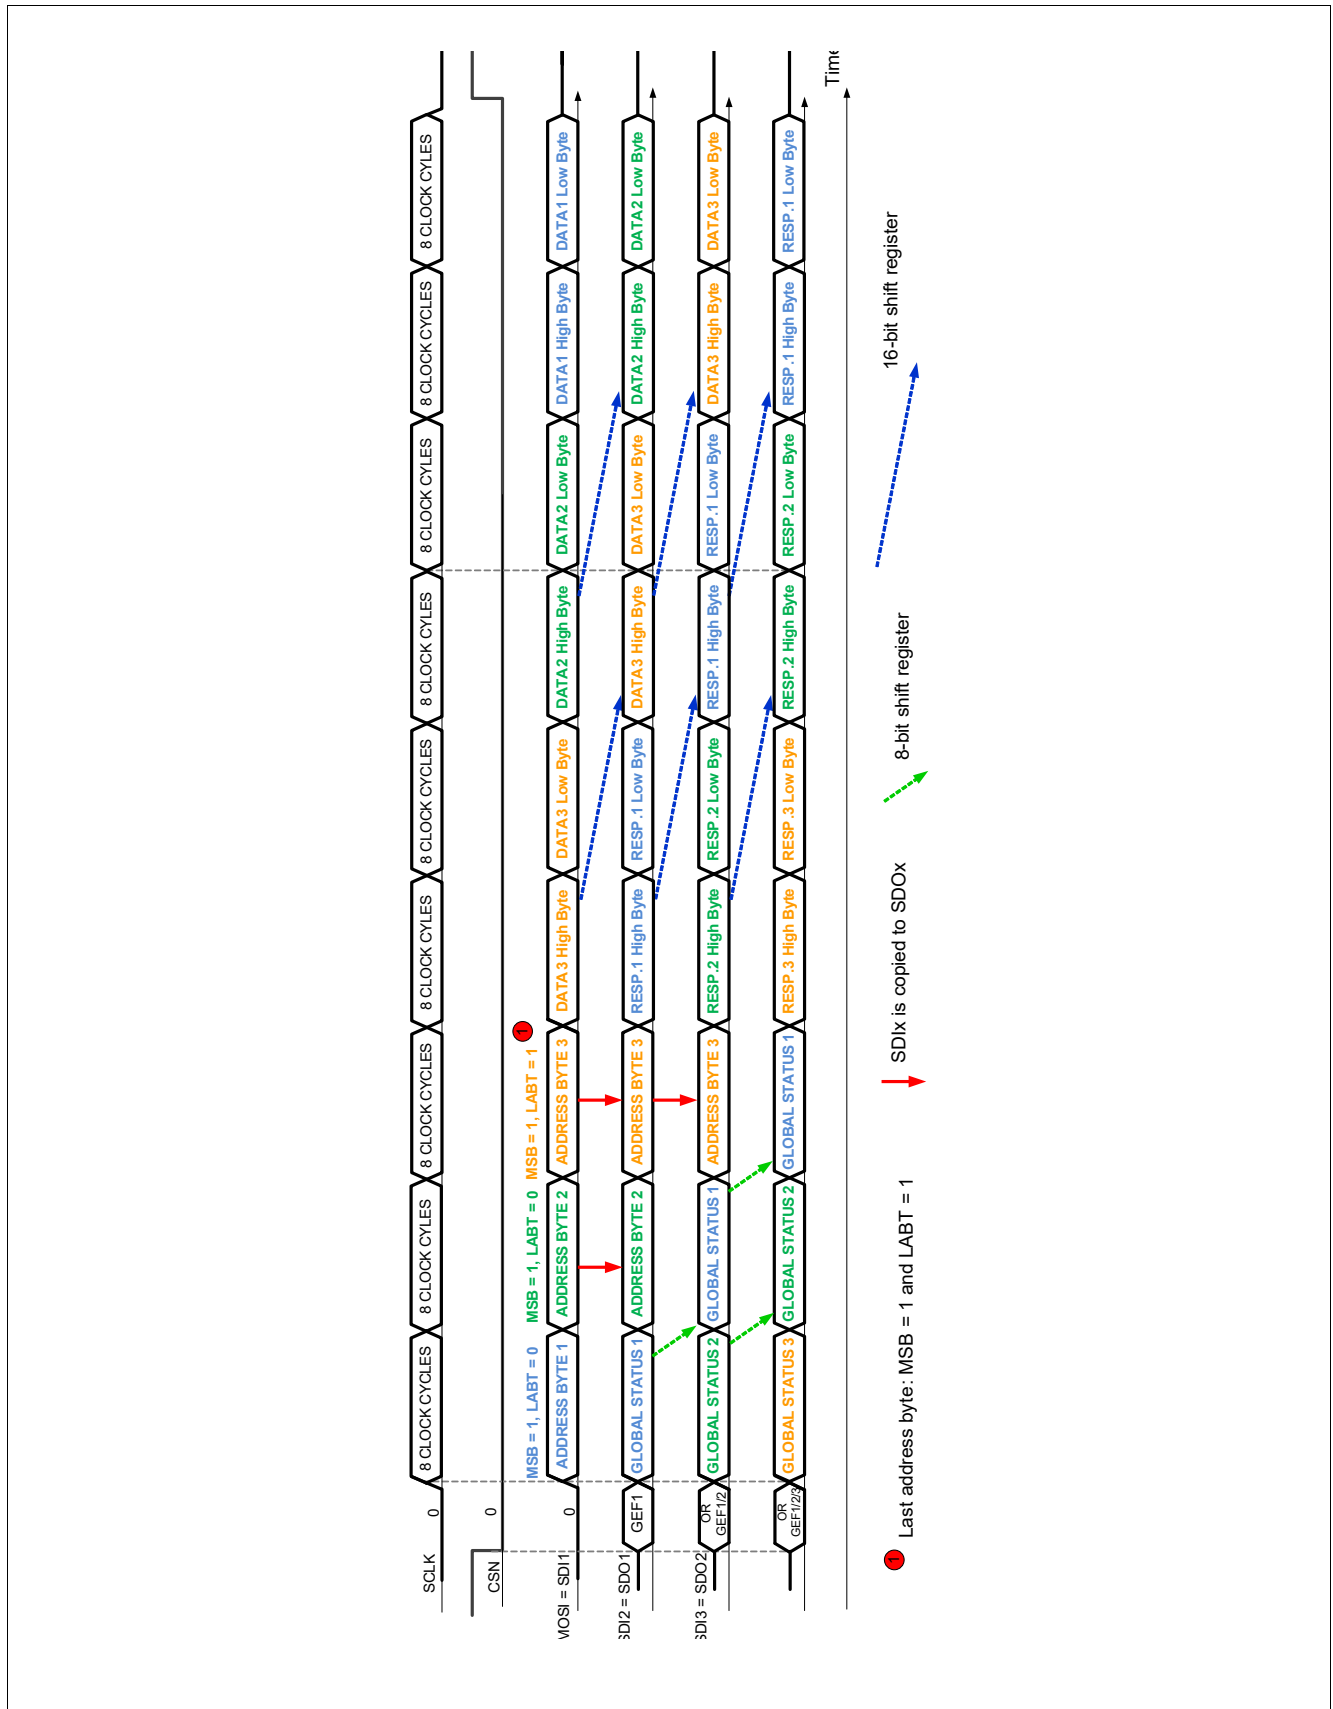 SCLK 0 8 CLOCK CYCLES 8 CLOCK CYLES 8 CLOCK CYCLES 8 CLOCK CYLES 8 CLOCK CYLES 8 CLOCK CYLES 8 CLOCK CYCLES 8 CLOCK CYCLES 8 CLOCK CYLES
CSN 0
MSB = 1, LABT = 0 MSB = 1, LABT = 0 MSB = 1, LABT = 1 1
MOSI = SDI1 0 ADDRESS BYTE 1 ADDRESS BYTE 2 ADDRESS BYTE 3 DATA3 High Byte DATA3 Low Byte DATA2 High Byte DATA2 Low Byte DATA1 High Byte DATA1 Low Byte
SDI2 = SDO1 GEF1 GLOBAL STATUS 1 ADDRESS BYTE 2 ADDRESS BYTE 3 RESP.1 High Byte RESP.1 Low Byte DATA3 High Byte DATA3 Low Byte DATA2 High Byte DATA2 Low Byte
SDI3 = SDO2 OR GEF1/2 GLOBAL STATUS 2 GLOBAL STATUS 1 ADDRESS BYTE 3 RESP.2 High Byte RESP.2 Low Byte RESP.1 High Byte RESP.1 Low Byte DATA3 High Byte DATA3 Low Byte
OR GEF1/2/3 GLOBAL STATUS 3 GLOBAL STATUS 2 GLOBAL STATUS 1 RESP.3 High Byte RESP.3 Low Byte RESP.2 High Byte RESP.2 Low Byte RESP.1 High Byte RESP.1 Low Byte
Time
1 Last address byte: MSB = 1 and LABT = 1 SDIx is copied to SDOx 8-bit shift register 16-bit shift register